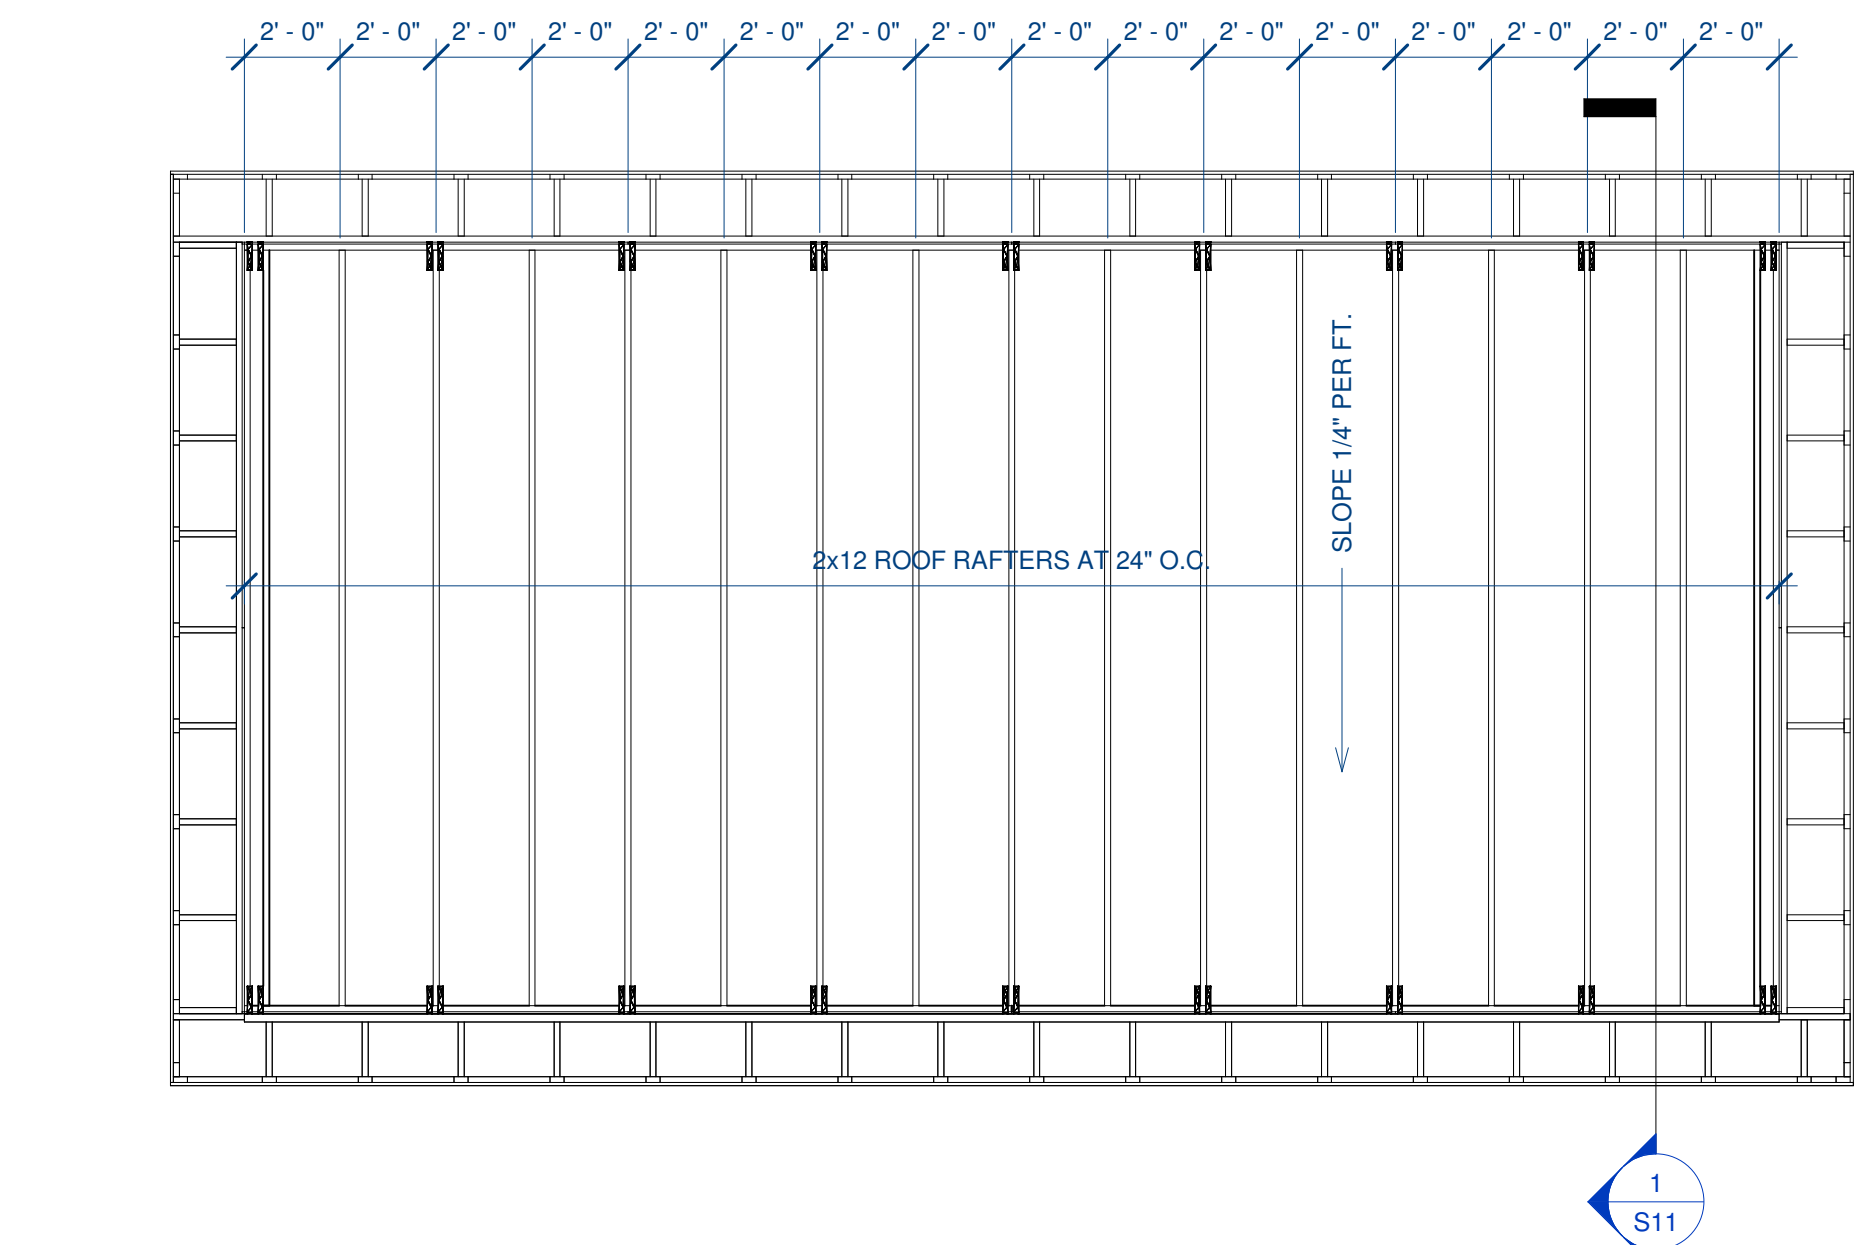 2' - 0" 2' - 0" 2' - 0" 2' - 0" 2' - 0" 2' - 0" 2' - 0" 2' - 0" 2' - 0" 2' - 0" 2' - 0" 2' - 0" 2' - 0" 2' - 0" 2' - 0" 2' - 0"
SLOPE 1/4" PER FT.
2x12 ROOF RAFTERS AT 24" O.C.
1
S11